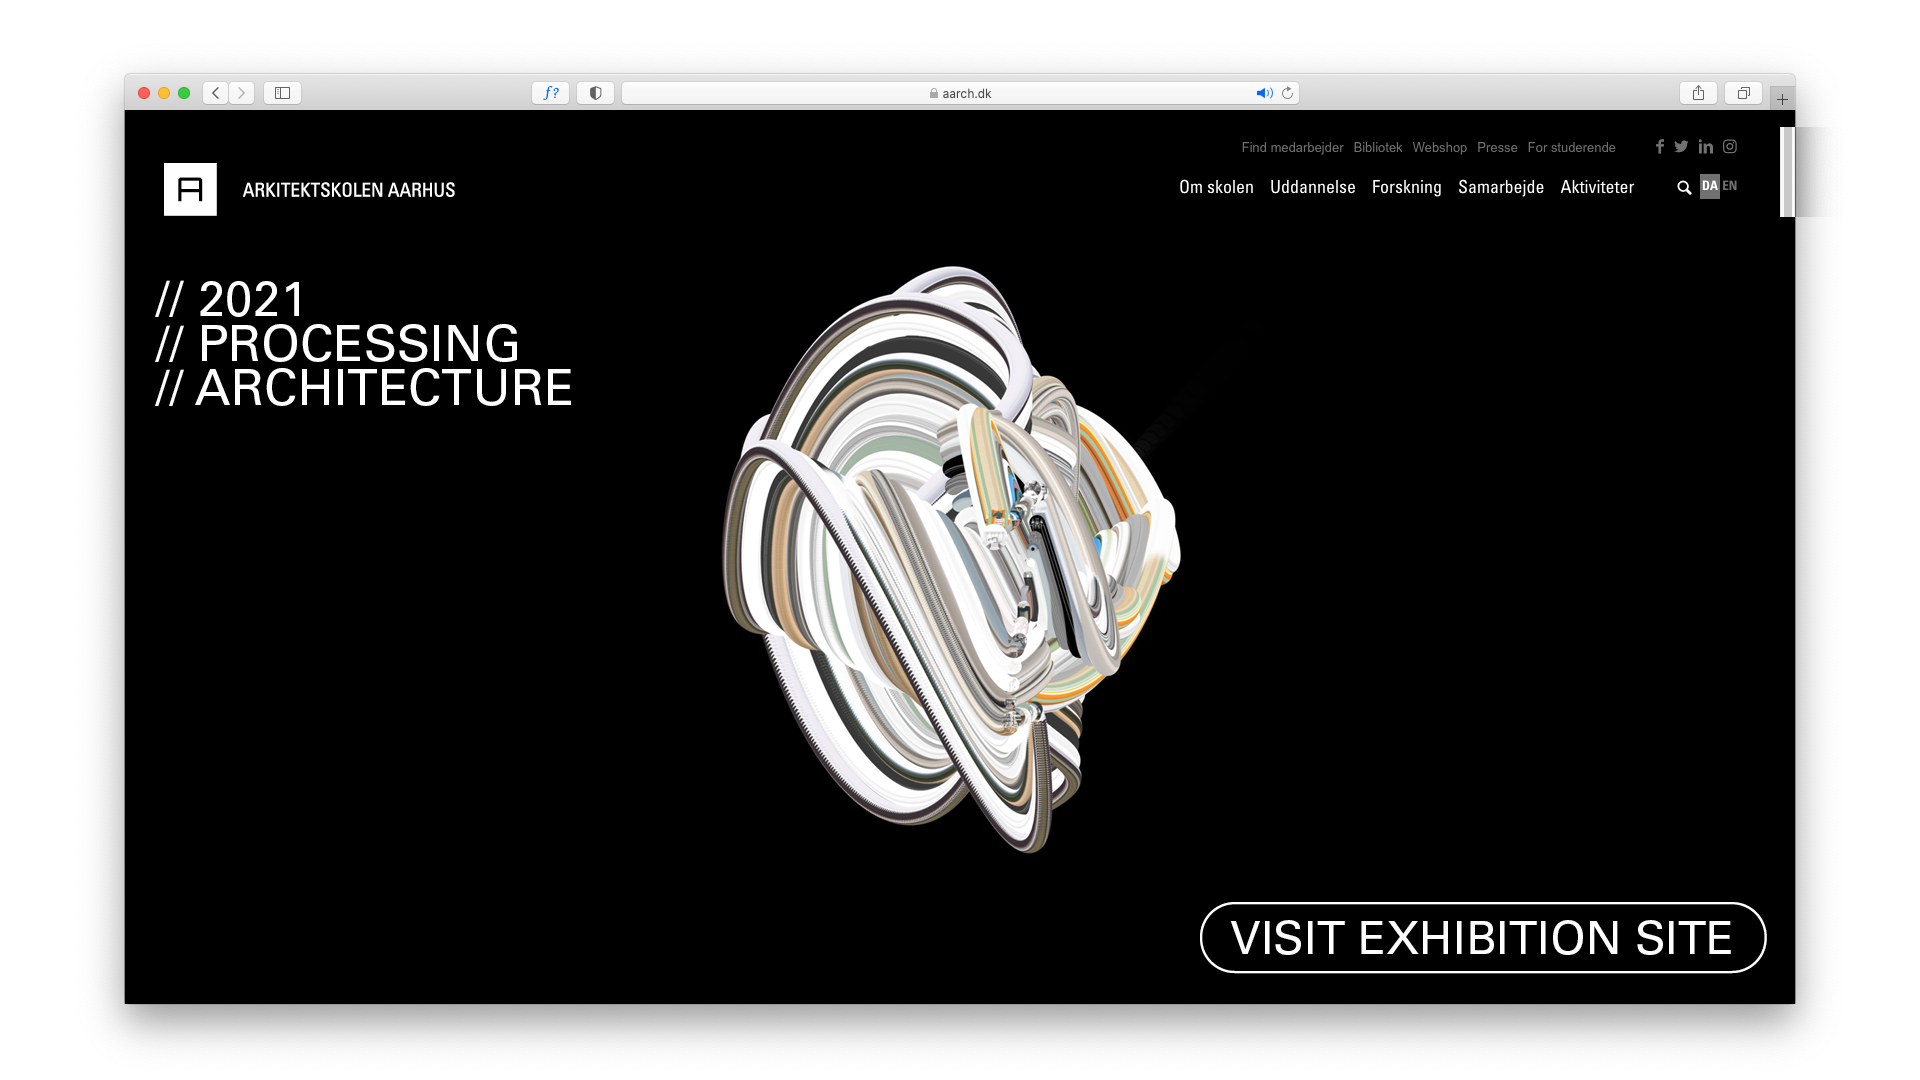 f?
aarch.dk
Find medarbejder Bibliotek Webshop Presse For studerende
ARKITEKTSKOLEN AARHUS
Om skolen Uddannelse Forskning Samarbejde Aktiviteter DA EN
// 2021
// PROCESSING
// ARCHITECTURE
VISIT EXHIBITION SITE